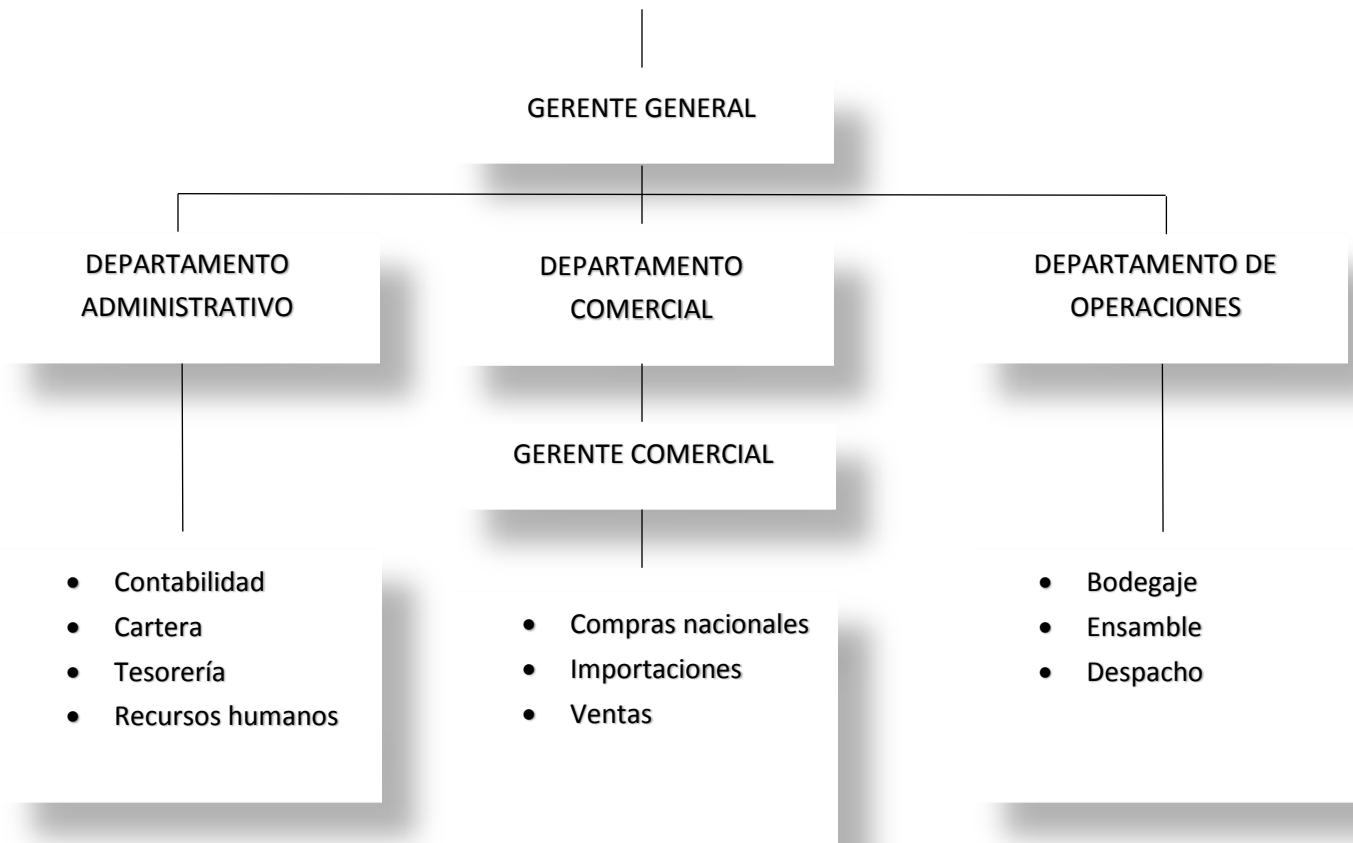 GERENTE GENERAL
DEPARTAMENTO
ADMINISTRATIVO
DEPARTAMENTO
COMERCIAL
DEPARTAMENTO DE
OPERACIONES
GERENTE COMERCIAL
• Contabilidad
• Cartera
• Tesorería
• Recursos humanos
• Compras nacionales
• Importaciones
• Ventas
• Bodegaje
• Ensamble
• Despacho